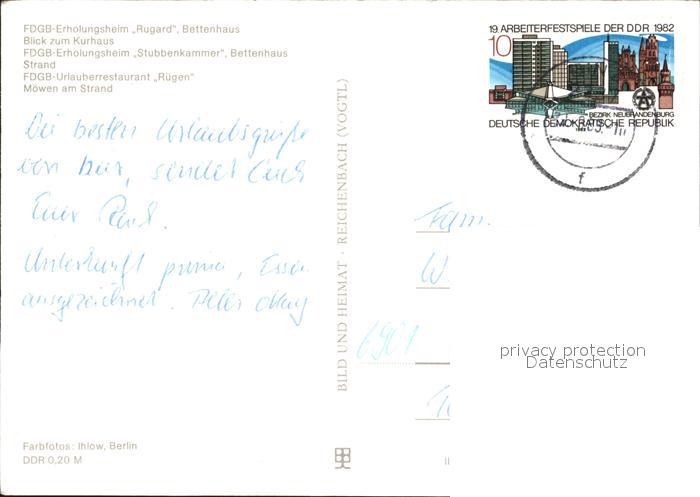 FDGB-Erholungsheim „Rugard", Bettenhaus
Blick zum Kurhaus
FDGB-Erholungsheim „Stubbenkammer", Bettenhaus
Strand
FDGB-Urlauberrestaurant „Rügen"
Möwen am Strand
19. ARBEITERFESTSPIELE DER DDR 1982
10
BEZIRK NEUBRANDENBURG
DEUTSCHE DEMOKRATISCHE REPUBLIK
f
Die besten Urlaubsgrüße
von hier, sendet Euch
Euer
Unterkunft prima, Essen
ausgezeichnet. Peter
BILD UND HEIMAT · REICHENBACH (VOGTL)
Fam.
W.
6901
privacy protection
Datenschutz
Farbfotos: Ihlow, Berlin
DDR 0,20 M